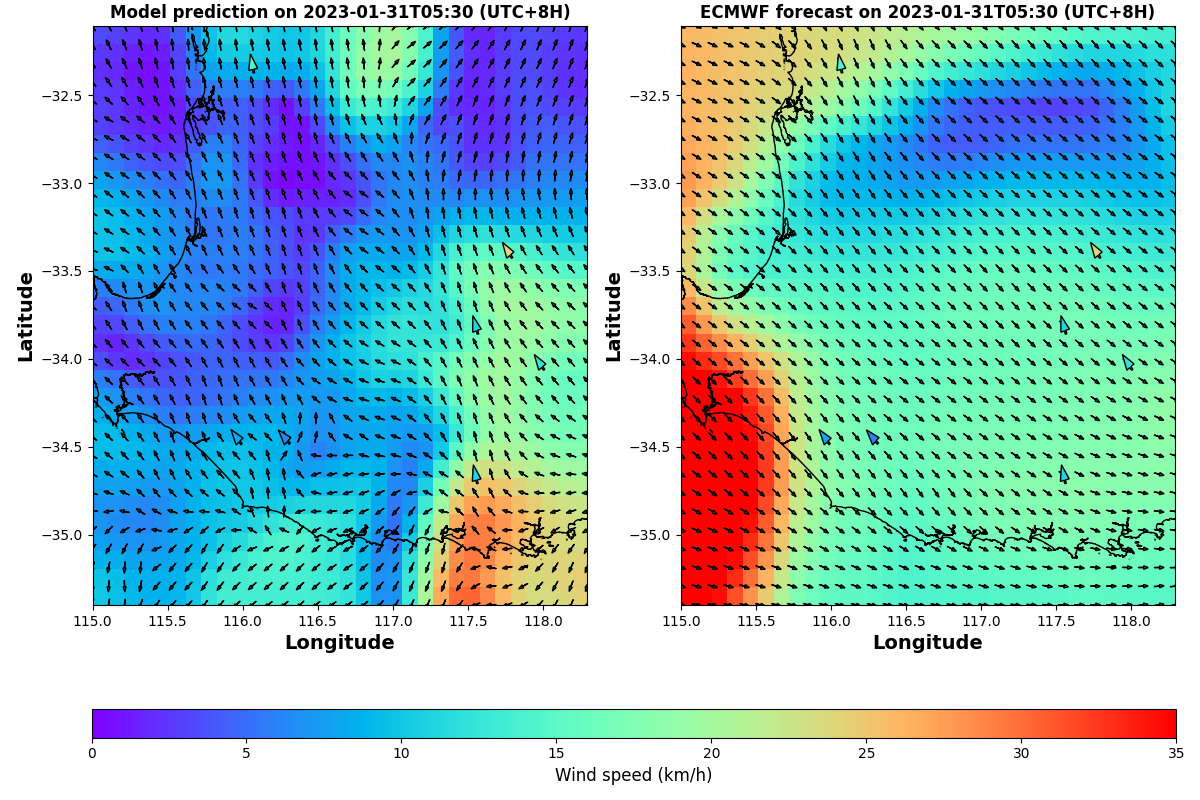 Model prediction on 2023-01-31T05:30 (UTC+8H)
ECMWF forecast on 2023-01-31T05:30 (UTC+8H)
Latitude
−32.5
−33.0
−33.5
−34.0
−34.5
−35.0
115.0 115.5 116.0 116.5 117.0 117.5 118.0
Longitude
Latitude
−32.5
−33.0
−33.5
−34.0
−34.5
−35.0
115.0 115.5 116.0 116.5 117.0 117.5 118.0
Longitude
0 5 10 15 20 25 30 35
Wind speed (km/h)